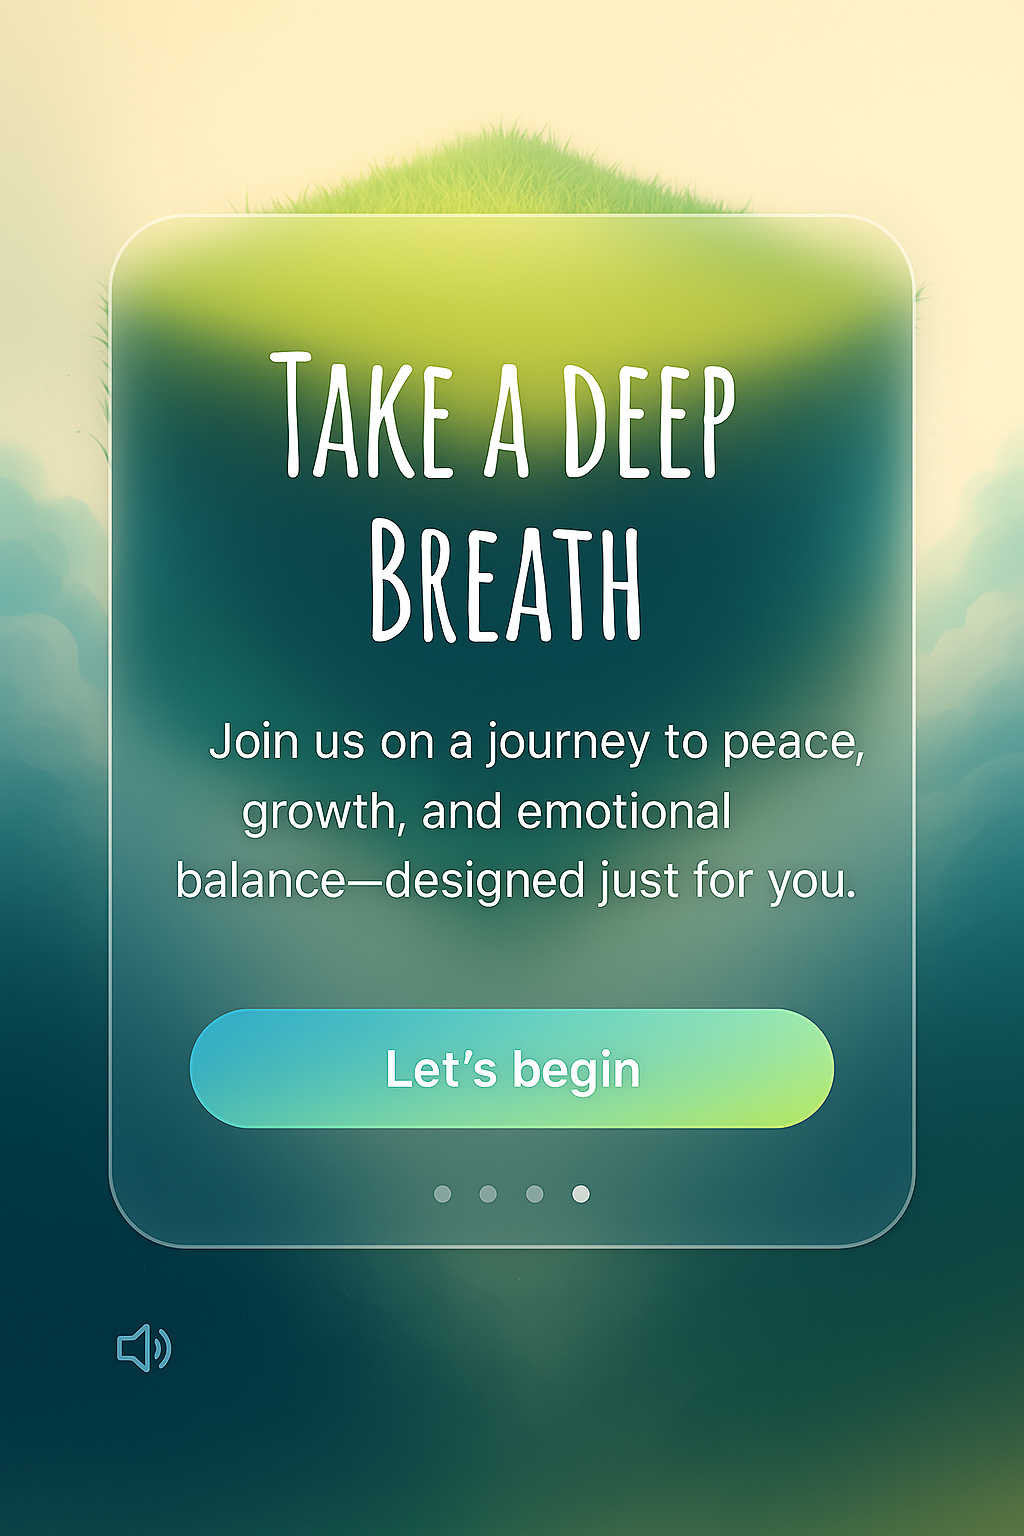 Take a deep
Breath
Join us on a journey to peace,
growth, and emotional
balance—designed just for you.
Let’s begin